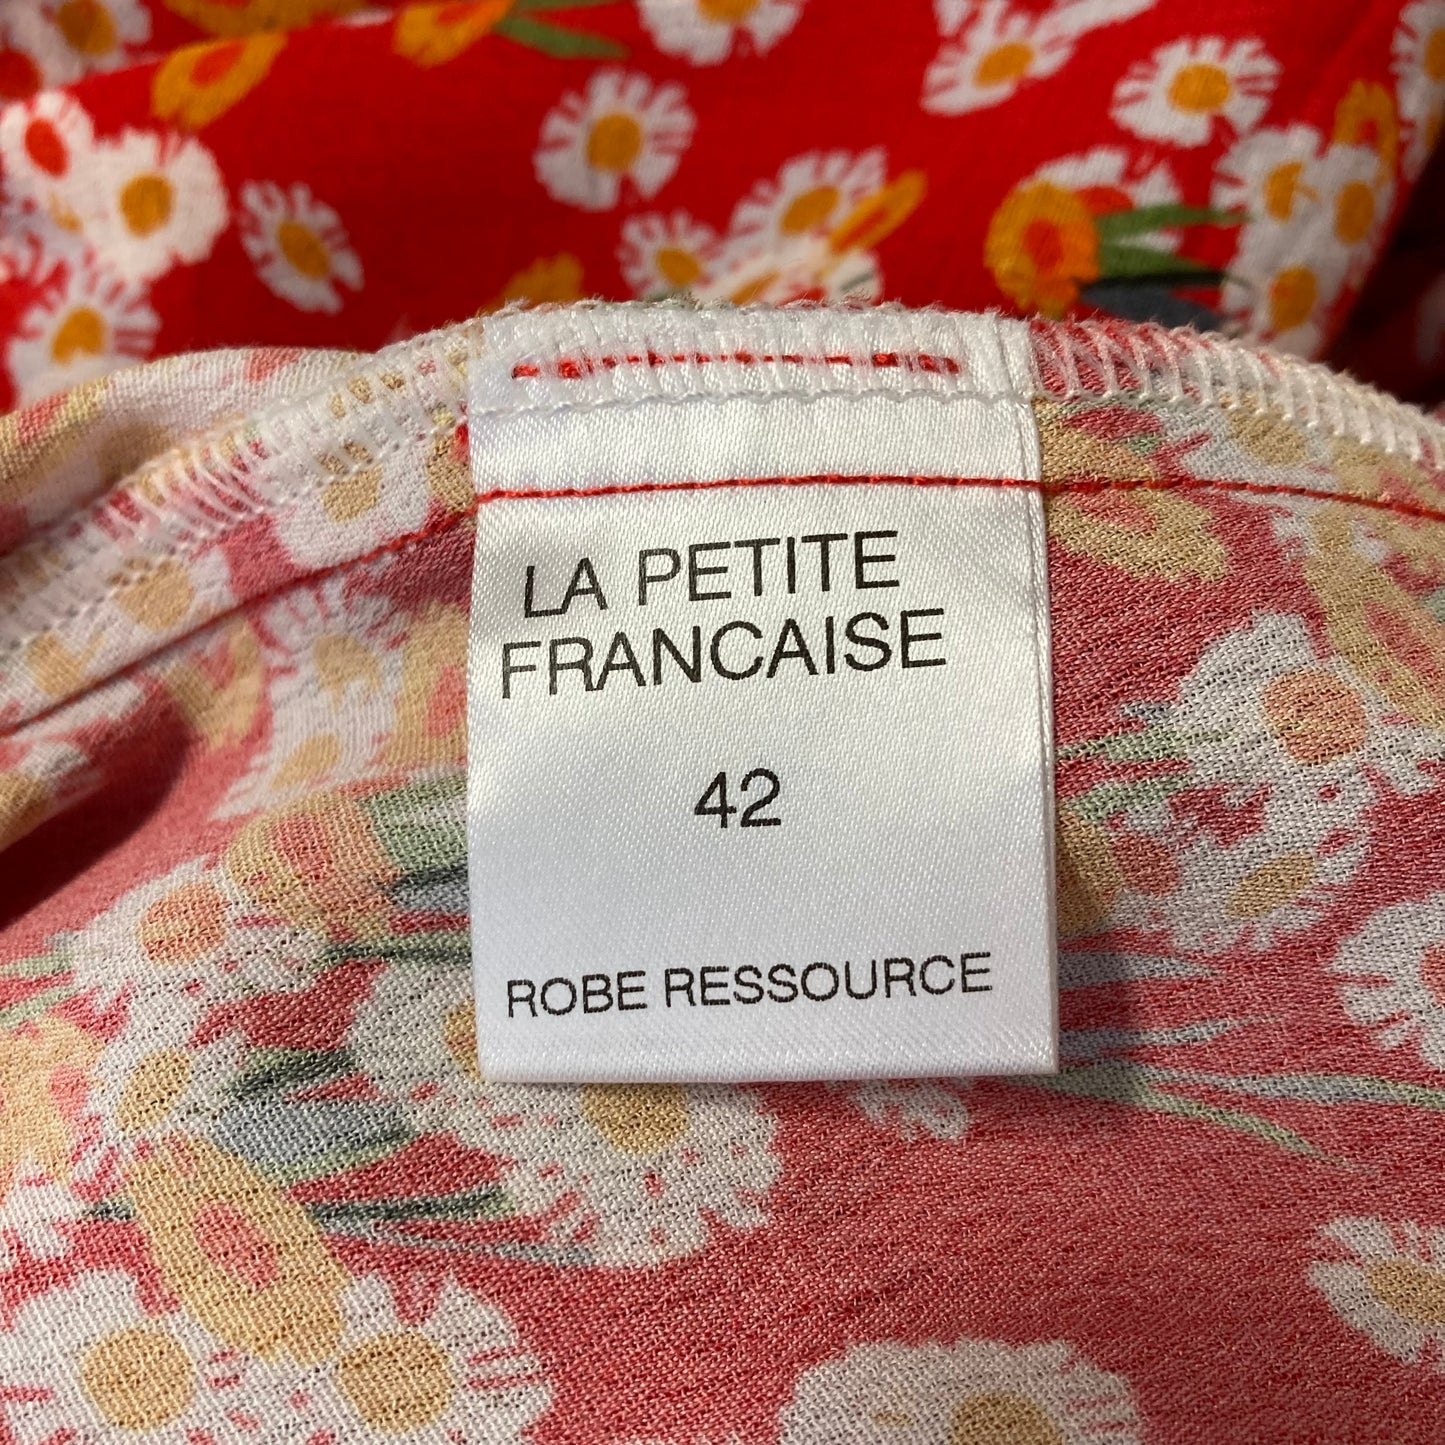 LA PETITE
FRANCAISE
42
ROBE RESSOURCE